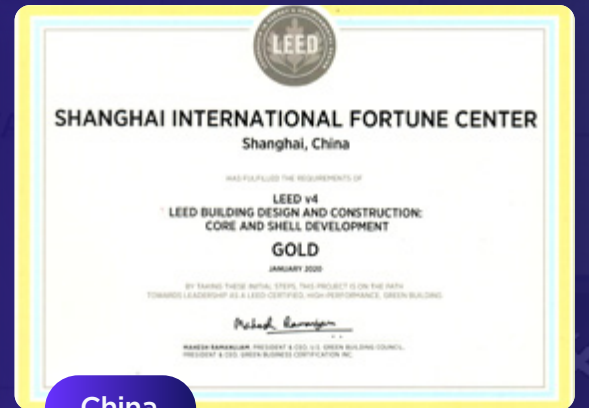 LEED
SHANGHAI INTERNATIONAL FORTUNE CENTER
Shanghai, China
HAS FULFILLED THE REQUIREMENTS OF
LEED v4
LEED BUILDING DESIGN AND CONSTRUCTION:
CORE AND SHELL DEVELOPMENT
GOLD
JANUARY 2020
BY TAKING THESE INITIAL STEPS, THIS PROJECT IS ON THE PATH
TOWARDS LEADERSHIP AS A LEED-CERTIFIED, HIGH-PERFORMANCE, GREEN BUILDING
MAHESH RAMANUJAM, PRESIDENT & CEO, U.S. GREEN BUILDING COUNCIL,
PRESIDENT & CEO, GREEN BUSINESS CERTIFICATION INC.
China